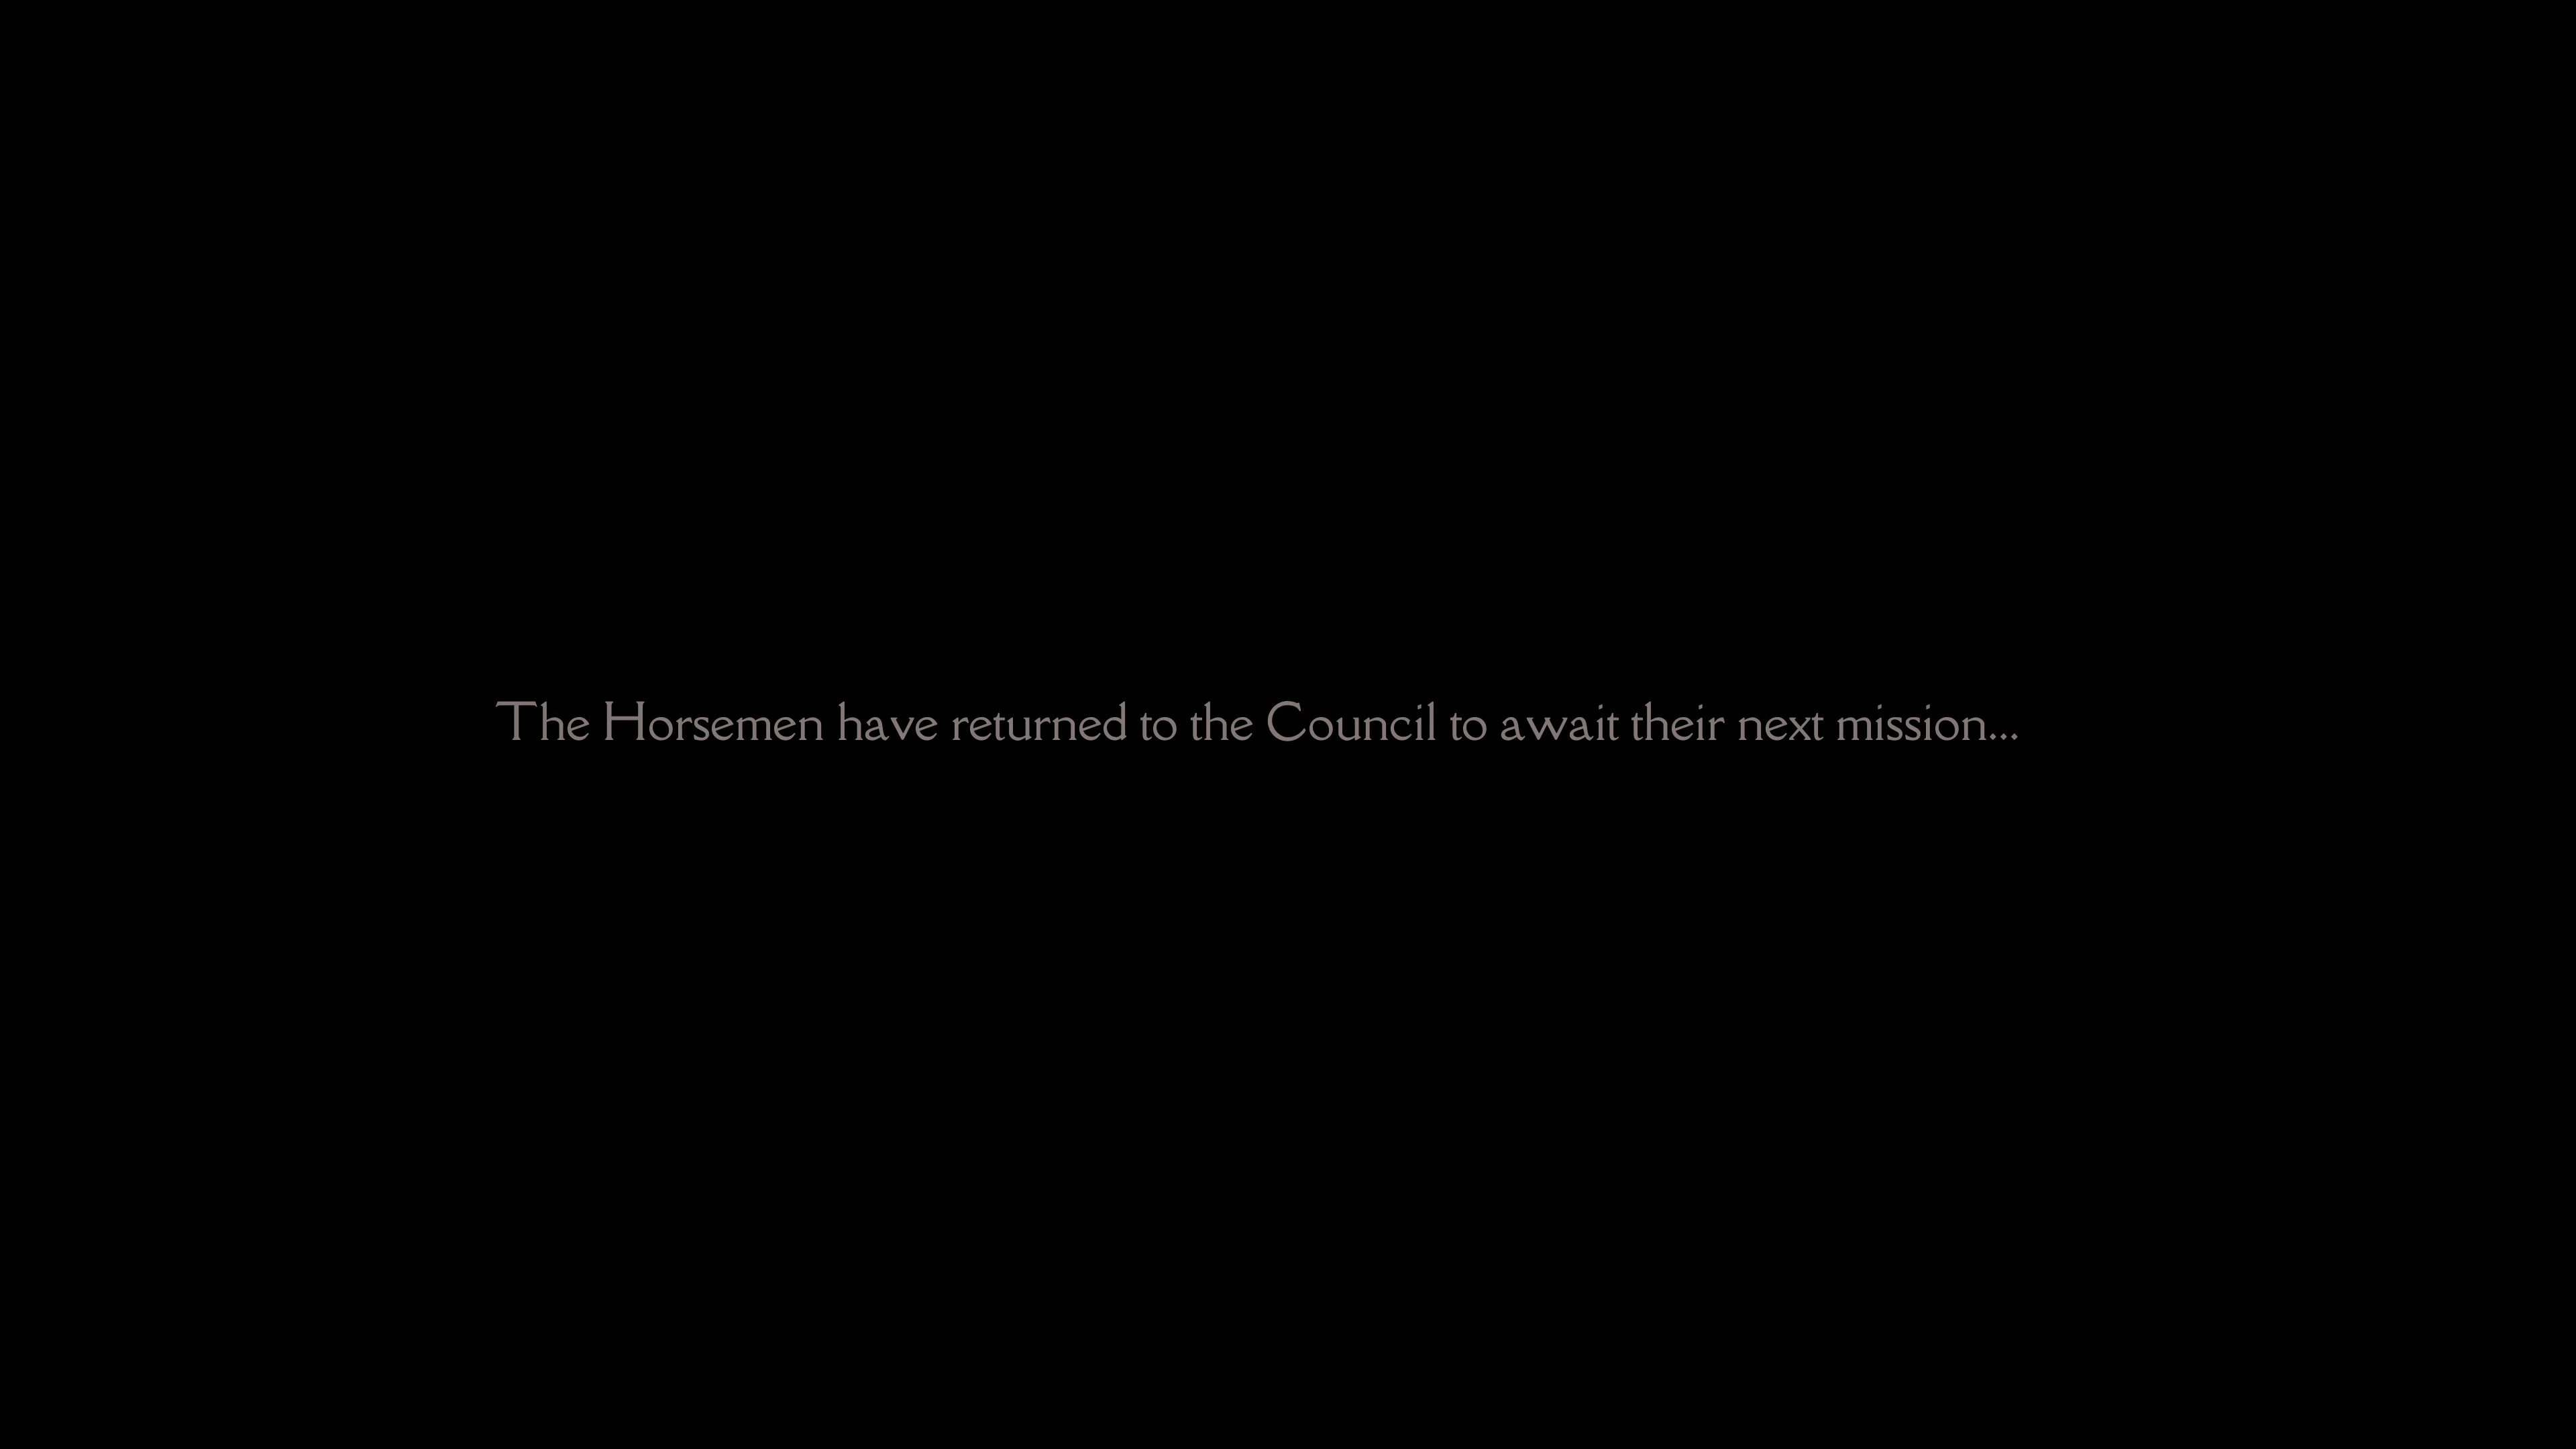 The Horsemen have returned to the Council to await their next mission...